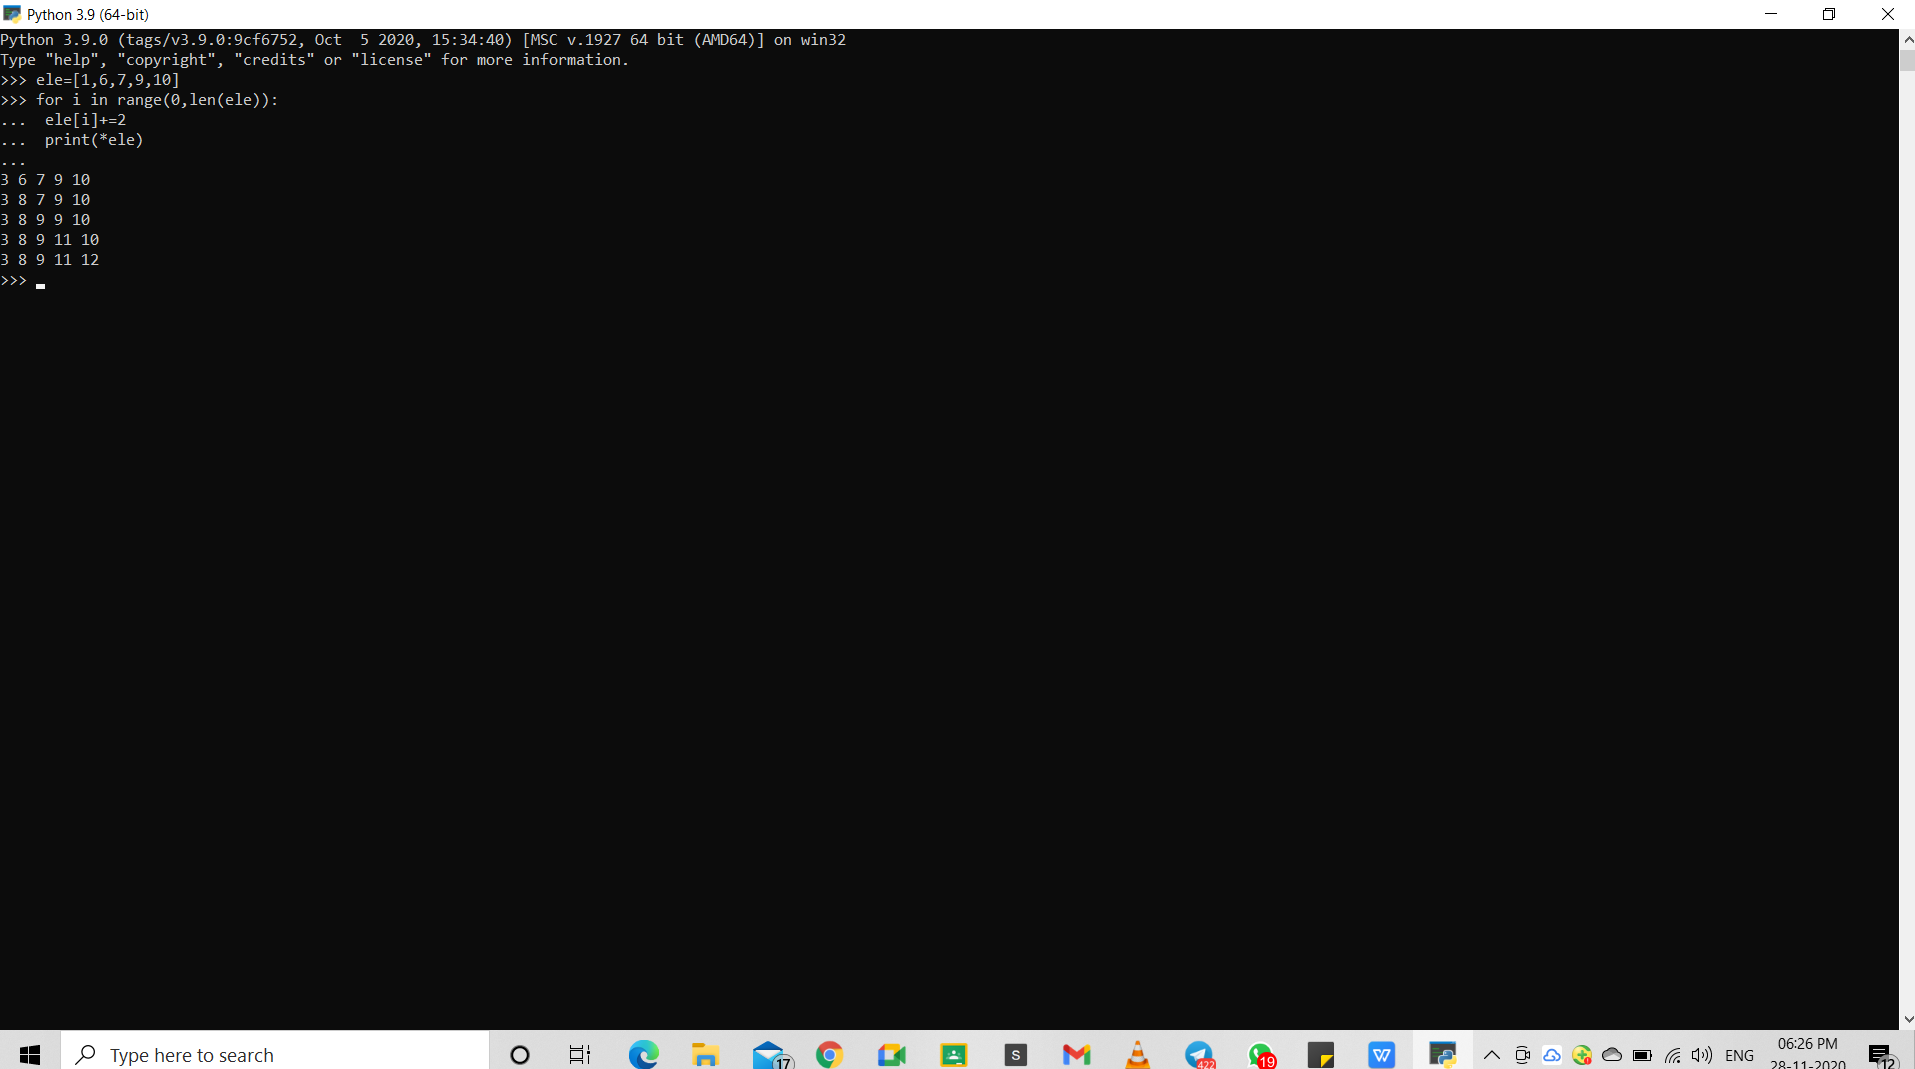 Python 3.9 (64-bit)
Python 3.9.0 (tags/v3.9.0:9cf6752, Oct  5 2020, 15:34:40) [MSC v.1927 64 bit (AMD64)] on win32
Type "help", "copyright", "credits" or "license" for more information.
>>> ele=[1,6,7,9,10]
>>> for i in range(0,len(ele)):
...  ele[i]+=2
...  print(*ele)
...
3 6 7 9 10
3 8 7 9 10
3 8 9 9 10
3 8 9 11 10
3 8 9 11 12
>>>
Type here to search
17
S
422
19
W
ENG
06:26 PM
28-11-2020
12